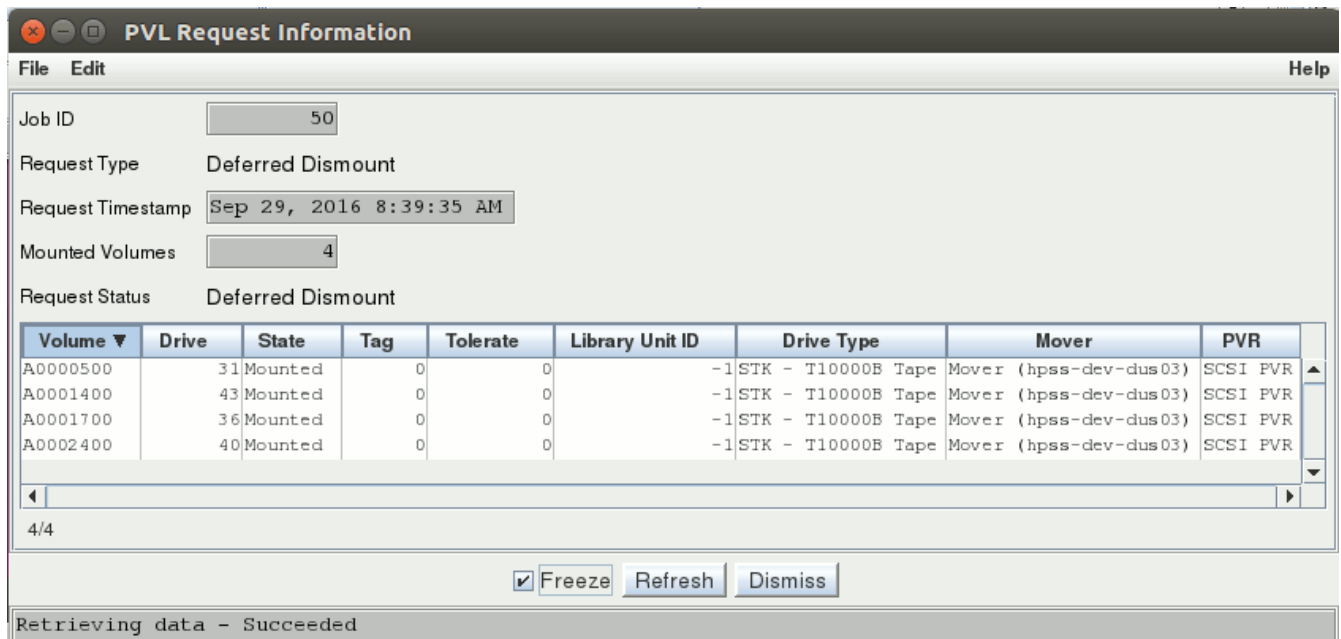 PVL Request Information
File Edit Help
Job ID 50
Request Type Deferred Dismount
Request Timestamp Sep 29, 2016 8:39:35 AM
Mounted Volumes 4
Request Status Deferred Dismount
Volume ▼ Drive State Tag Tolerate Library Unit ID Drive Type Mover PVR
A0000500 31 Mounted 0 0 -1 STK - T10000B Tape Mover (hpss-dev-dus03) SCSI PVR
A0001400 43 Mounted 0 0 -1 STK - T10000B Tape Mover (hpss-dev-dus03) SCSI PVR
A0001700 36 Mounted 0 0 -1 STK - T10000B Tape Mover (hpss-dev-dus03) SCSI PVR
A0002400 40 Mounted 0 0 -1 STK - T10000B Tape Mover (hpss-dev-dus03) SCSI PVR
4/4
Freeze Refresh Dismiss
Retrieving data - Succeeded